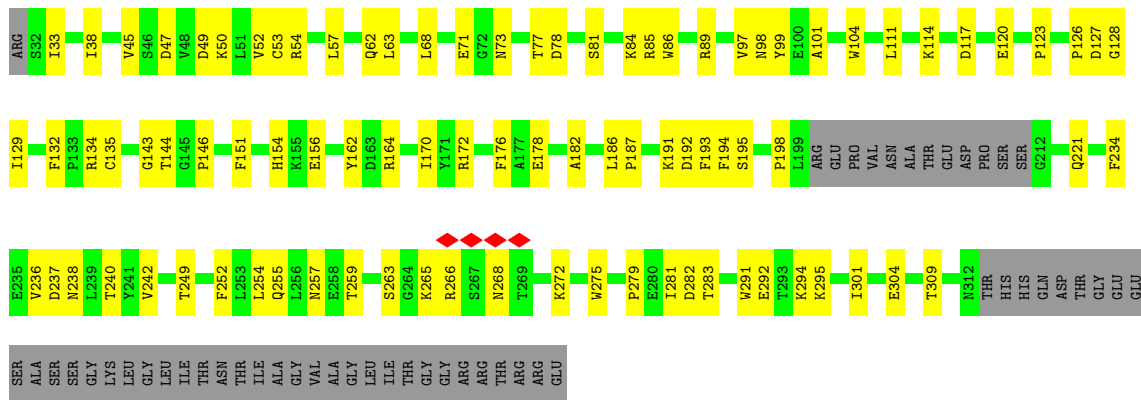 ARG S32 I33 I38 V45 S46 D47 V48 D49 K50 L51 V52 C53 R54 L57 Q62 L63 L68 E71 G72 N73 T77 D78 S81 K84 R85 W86 R89 V97 N98 Y99 E100 A101 W104 L111 K114 D117 E120 P123 P126 D127 G128
I129 F132 P133 R134 C135 G143 T144 G145 P146 F151 H154 K155 E156 Y162 D163 R164 I170 Y171 R172 F176 A177 E178 A182 L186 P187 K191 D192 F193 F194 S195 P198 L199 ARG GLU PRO VAL ASN ALA THR GLU ASP PRO SER SER G212 Q221 F234
E235 V236 D237 N238 L239 T240 Y241 V242 T249 F252 L253 L254 Q255 L256 N257 E258 T259 S263 G264 K265 R266 S267 N268 T269 K272 W275 P279 E280 I281 D282 T283 W291 E292 T293 K294 K295 I301 E304 T309 N312 THR HIS HIS GLN ASP THR GLY GLU GLU
SER ALA SER SER GLY LYS LEU GLY LEU ILE THR ASN THR ILE ALA GLY VAL ALA GLY LEU ILE THR GLY GLY ARG ARG THR ARG ARG GLU